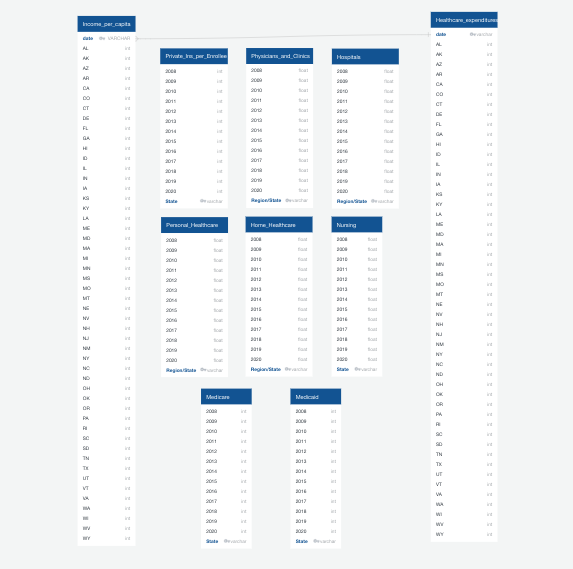 Income_per_capita
date VARCHAR
AL int
AK int
AZ int
AR int
CA int
CO int
CT int
DE int
FL int
GA int
HI int
ID int
IL int
IN int
IA int
KS int
KY int
LA int
ME int
MD int
MA int
MI int
MN int
MS int
MO int
MT int
NE int
NV int
NH int
NJ int
NM int
NY int
NC int
ND int
OH int
OK int
OR int
PA int
RI int
SC int
SD int
TN int
TX int
UT int
VT int
VA int
WA int
WI int
WV int
WY int
Private_Ins_per_Enrollee
2008 int
2009 int
2010 int
2011 int
2012 int
2013 int
2014 int
2015 int
2016 int
2017 int
2018 int
2019 int
2020 int
State varchar
Physicians_and_Clinics
2008 float
2009 float
2010 float
2011 float
2012 float
2013 float
2014 float
2015 float
2016 float
2017 float
2018 float
2019 float
2020 float
Region/State varchar
Hospitals
2008 float
2009 float
2010 float
2011 float
2012 float
2013 float
2014 float
2015 float
2016 float
2017 float
2018 float
2019 float
2020 float
Region/State varchar
Personal_Healthcare
2008 float
2009 float
2010 float
2011 float
2012 float
2013 float
2014 float
2015 float
2016 float
2017 float
2018 float
2019 float
2020 float
Region/State varchar
Home_Healthcare
2008 float
2009 float
2010 float
2011 float
2012 float
2013 float
2014 float
2015 float
2016 float
2017 float
2018 float
2019 float
2020 float
Region/State varchar
Nursing
2008 float
2009 float
2010 float
2011 float
2012 float
2013 float
2014 float
2015 float
2016 float
2017 float
2018 float
2019 float
2020 float
State varchar
Medicare
2008 int
2009 int
2010 int
2011 int
2012 int
2013 int
2014 int
2015 int
2016 int
2017 int
2018 int
2019 int
2020 int
State varchar
Medicaid
2008 int
2009 int
2010 int
2011 int
2012 int
2013 int
2014 int
2015 int
2016 int
2017 int
2018 int
2019 int
2020 int
State varchar
Healthcare_expenditures
date varchar
AL int
AK int
AZ int
AR int
CA int
CO int
CT int
DE int
FL int
GA int
HI int
ID int
IL int
IN int
IA int
KS int
KY int
LA int
ME int
MD int
MA int
MI int
MN int
MS int
MO int
MT int
NE int
NV int
NH int
NJ int
NM int
NY int
NC int
ND int
OH int
OK int
OR int
PA int
RI int
SC int
SD int
TN int
TX int
UT int
VT int
VA int
WA int
WI int
WV int
WY int